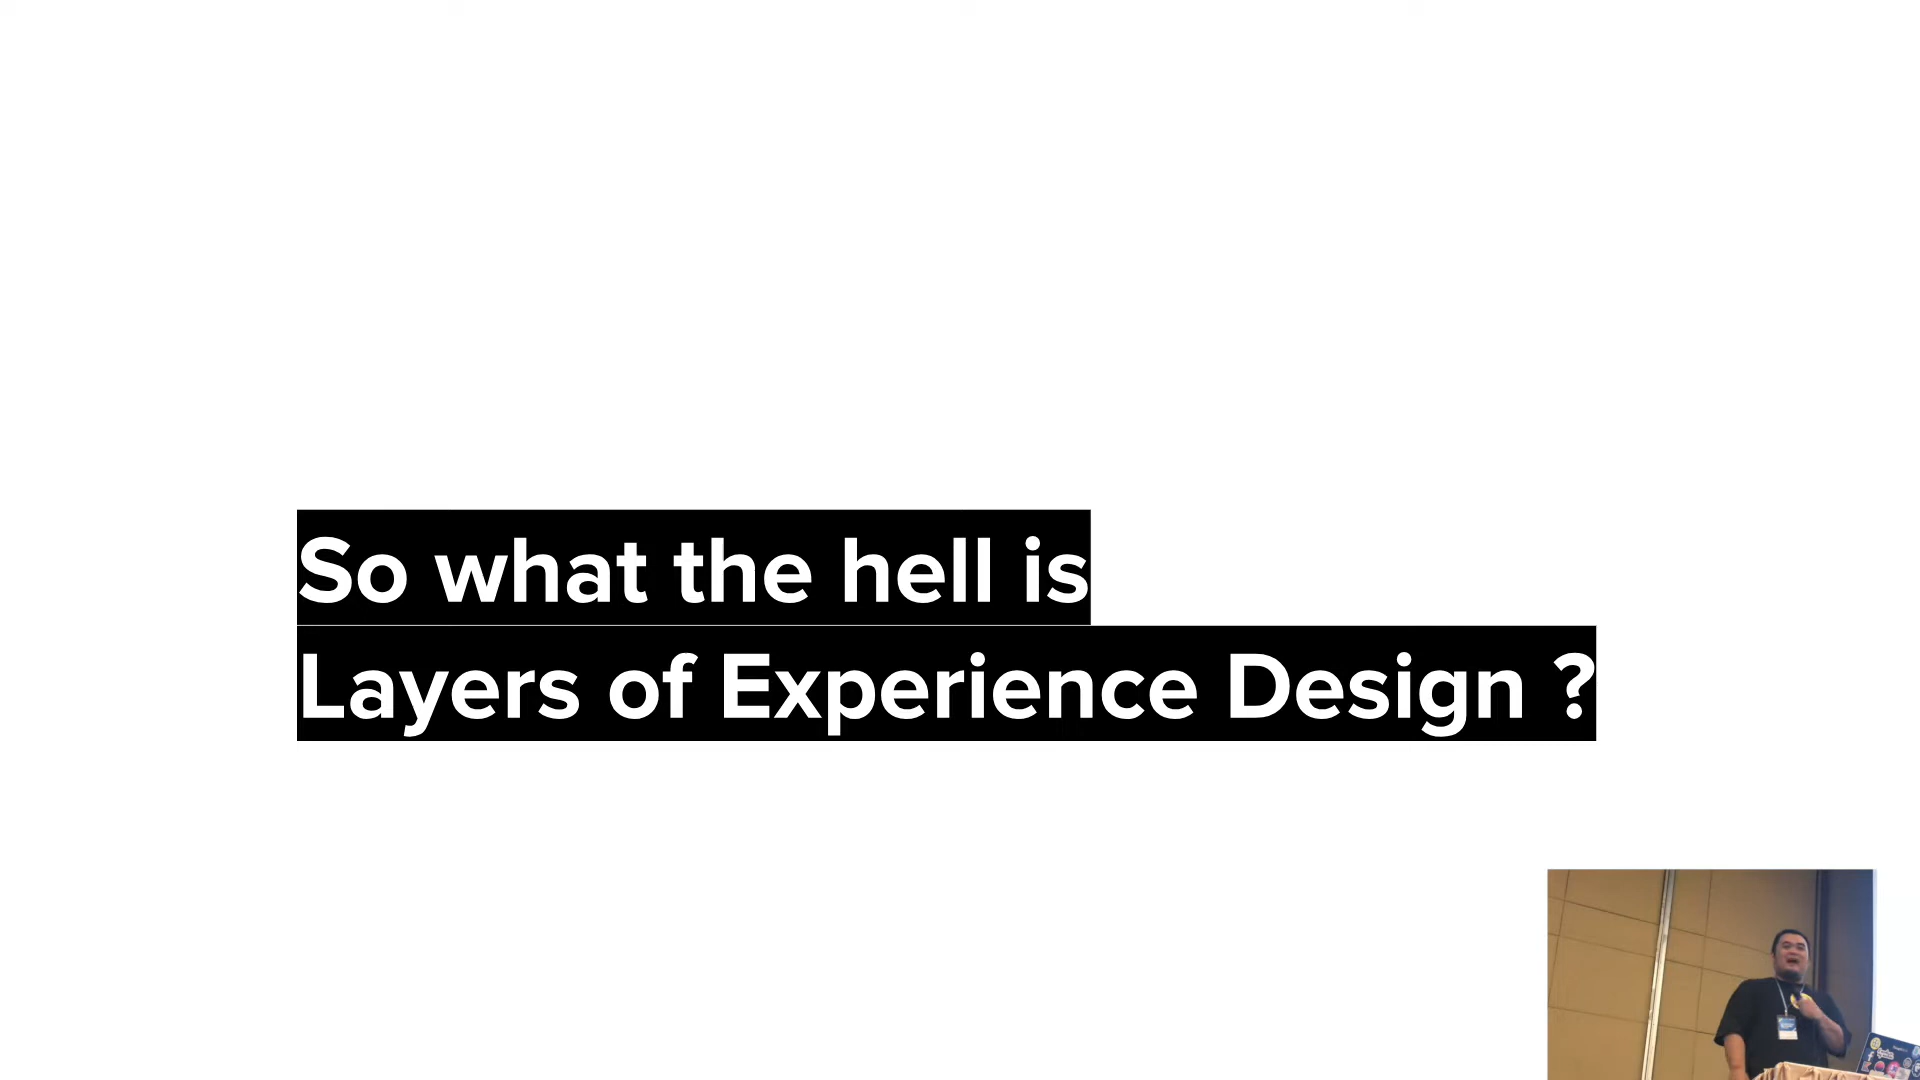 So what the hell is
Layers of Experience Design ?